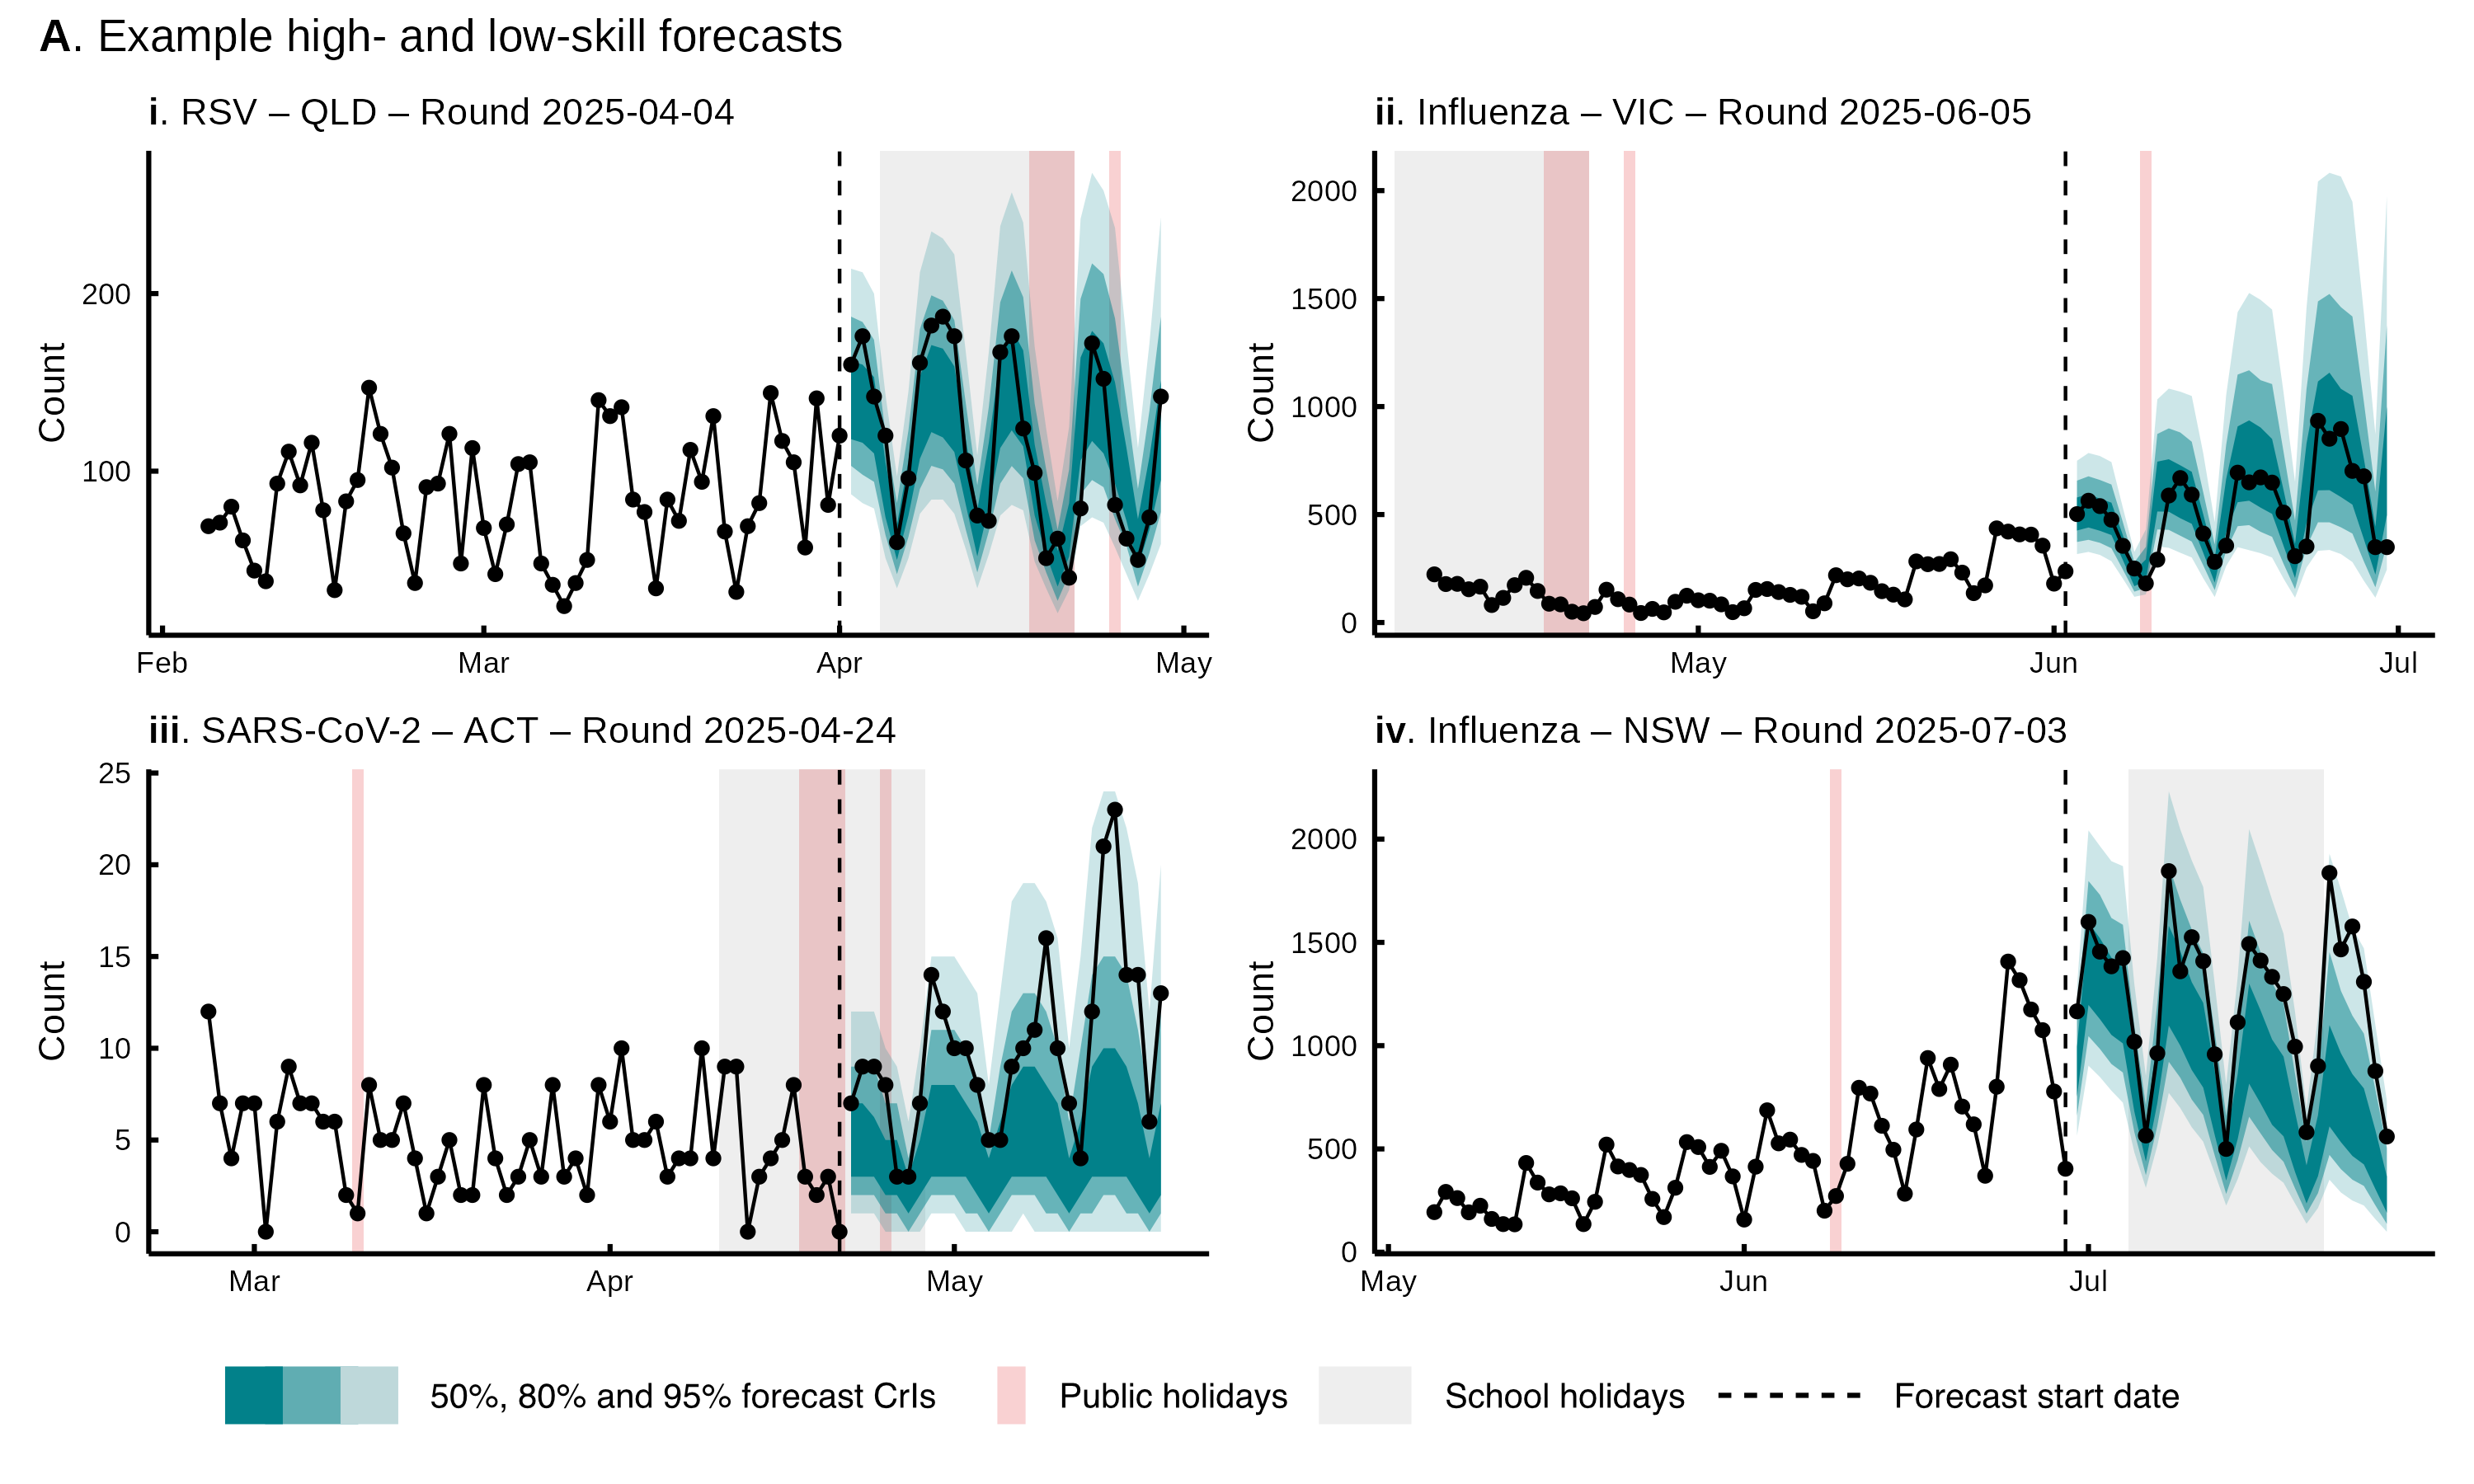 A. Example high- and low-skill forecasts
i. RSV – QLD – Round 2025-04-04
Count
200
100
Feb Mar Apr May
ii. Influenza – VIC – Round 2025-06-05
Count
2000
1500
1000
500
0
May Jun Jul
iii. SARS-CoV-2 – ACT – Round 2025-04-24
Count
25
20
15
10
5
0
Mar Apr May
iv. Influenza – NSW – Round 2025-07-03
Count
2000
1500
1000
500
0
May Jun Jul
50%, 80% and 95% forecast CrIs Public holidays School holidays Forecast start date